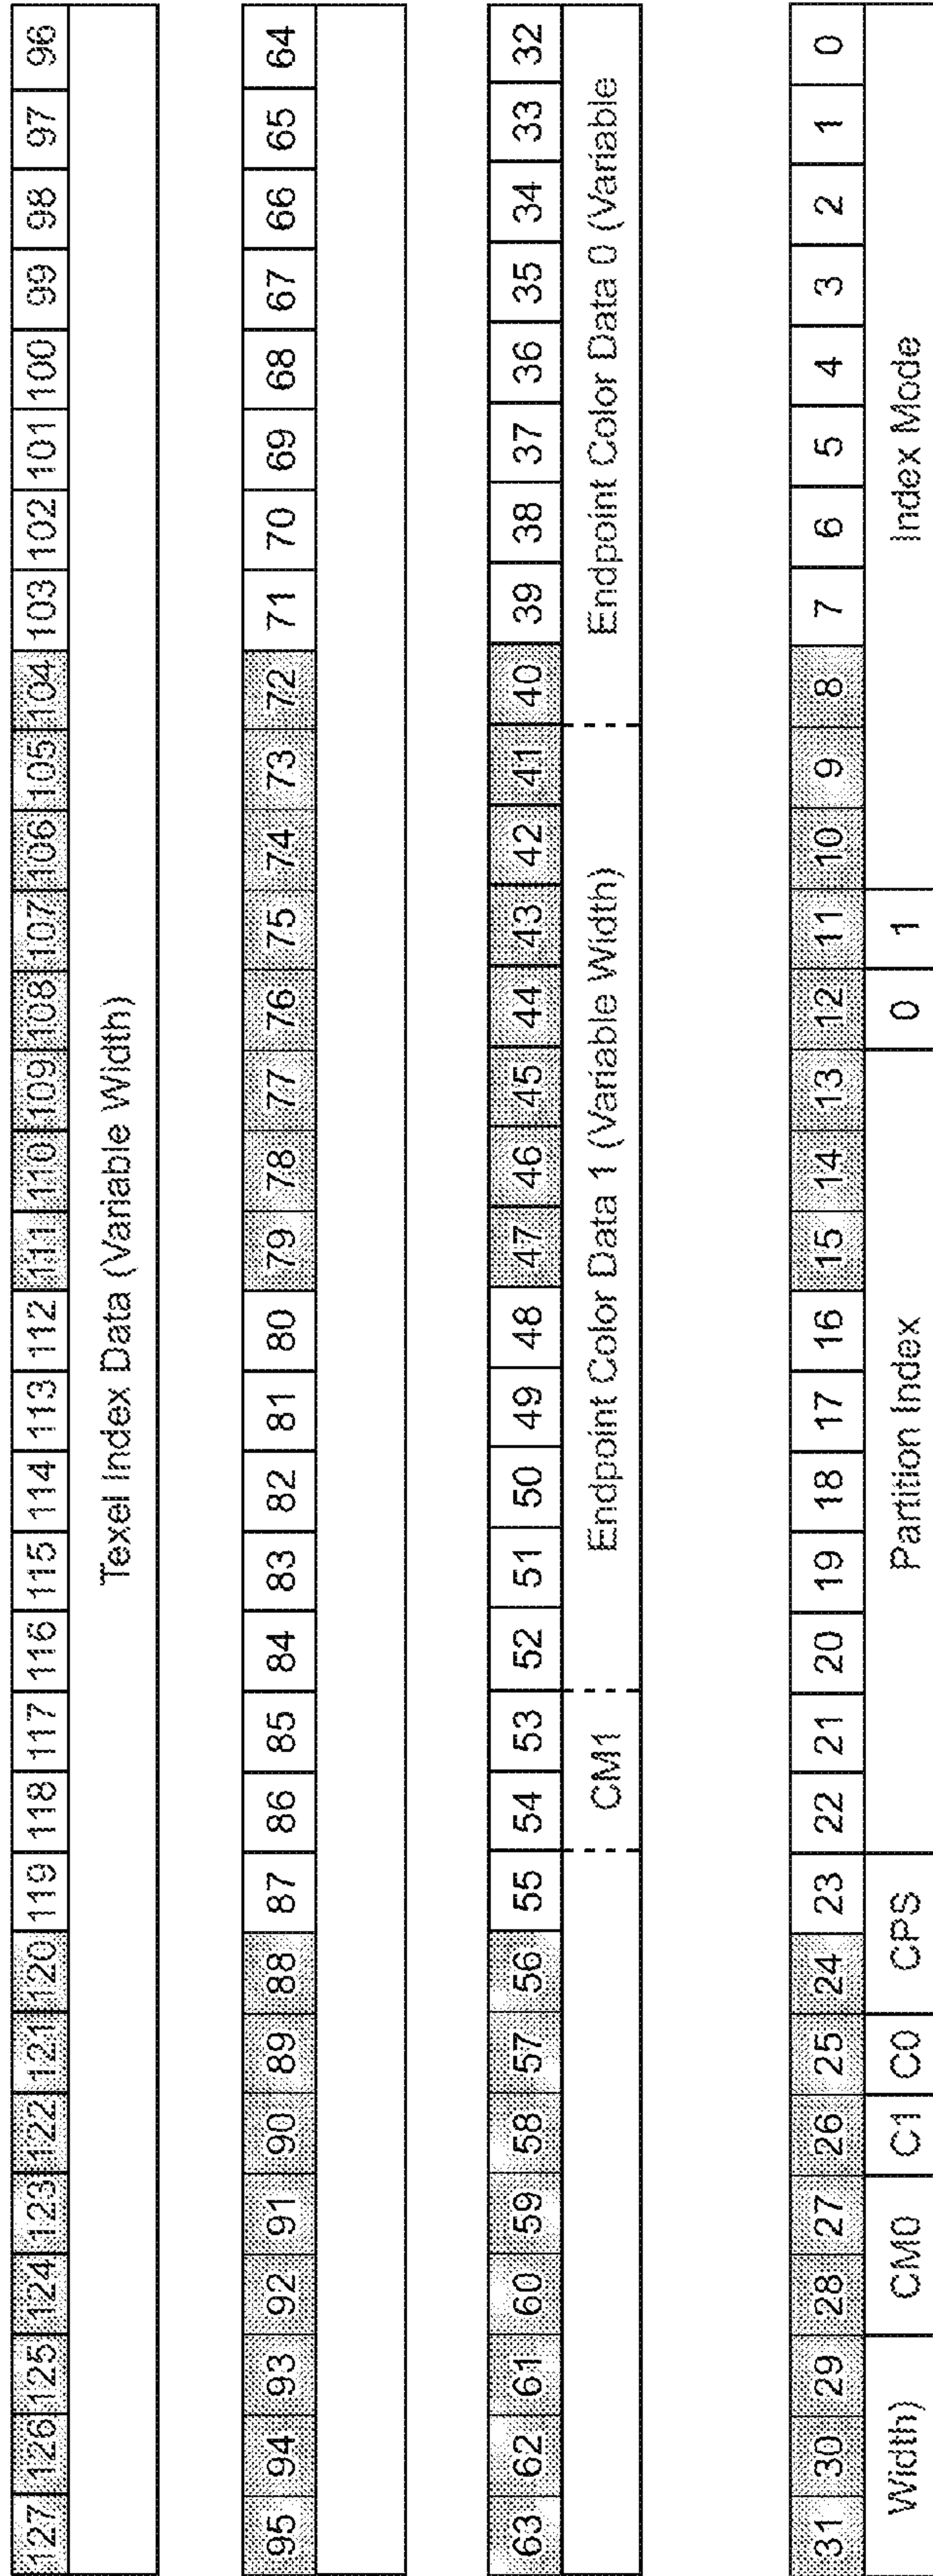 127 126 125 124 123 122 121 120 119 118 117 116 115 114 113 112 111 110 109 108 107 106 105 104 103 102 101 100 99 98 97 96
Texel Index Data (Variable Width)
95 94 93 92 91 90 89 88 87 86 85 84 83 82 81 80 79 78 77 76 75 74 73 72 71 70 69 68 67 66 65 64
63 62 61 60 59 58 57 56 55 54 53 52 51 50 49 48 47 46 45 44 43 42 41 40 39 38 37 36 35 34 33 32
CM1 Endpoint Color Data 1 (Variable Width) Endpoint Color Data 0 (Variable
31 30 29 28 27 26 25 24 23 22 21 20 19 18 17 16 15 14 13 12 11 10 9 8 7 6 5 4 3 2 1 0
Width) CM0 C1 C0 CPS Partition Index 0 1 Index Mode